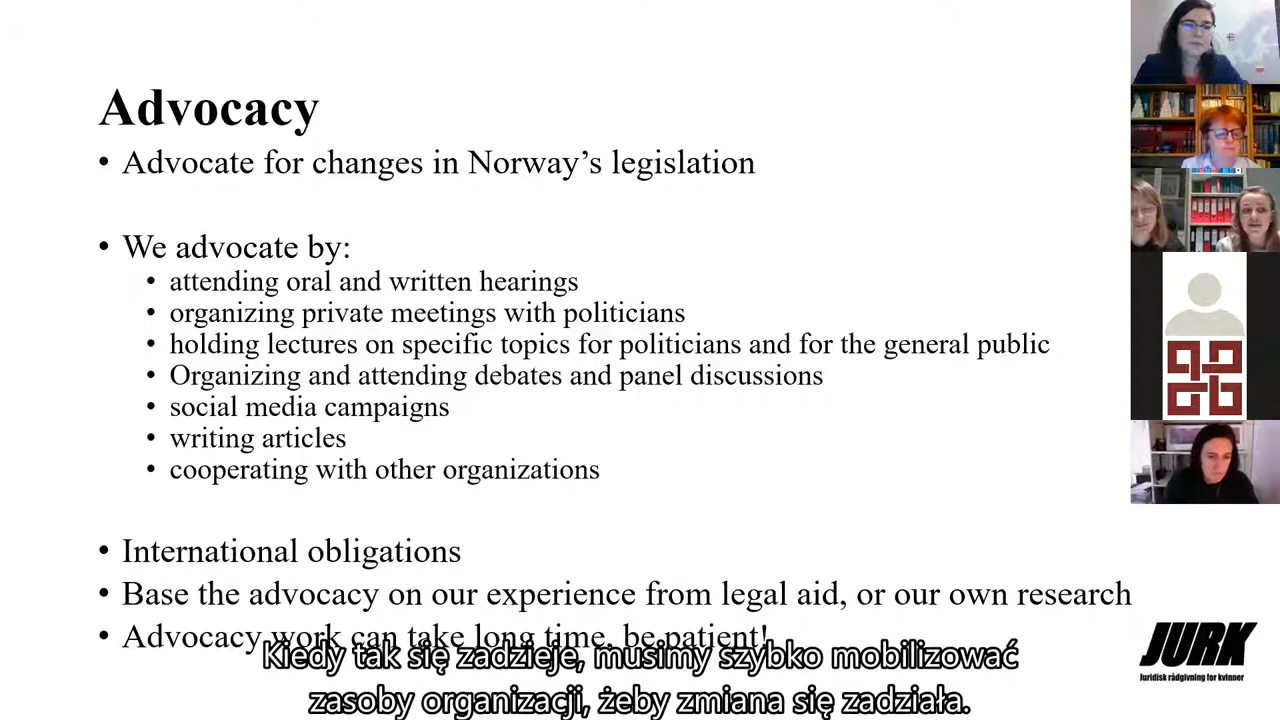 Advocacy
• Advocate for changes in Norway’s legislation
• We advocate by:
• attending oral and written hearings
• organizing private meetings with politicians
• holding lectures on specific topics for politicians and for the general public
• Organizing and attending debates and panel discussions
• social media campaigns
• writing articles
• cooperating with other organizations
• International obligations
• Base the advocacy on our experience from legal aid, or our own research
• Advocacy work can take long time, be patient!
Kiedy tak się zadzieje, musimy szybko mobilizować
zasoby organizacji, żeby zmiana się zadziała.
JURK
Juridisk rådgivning for kvinner